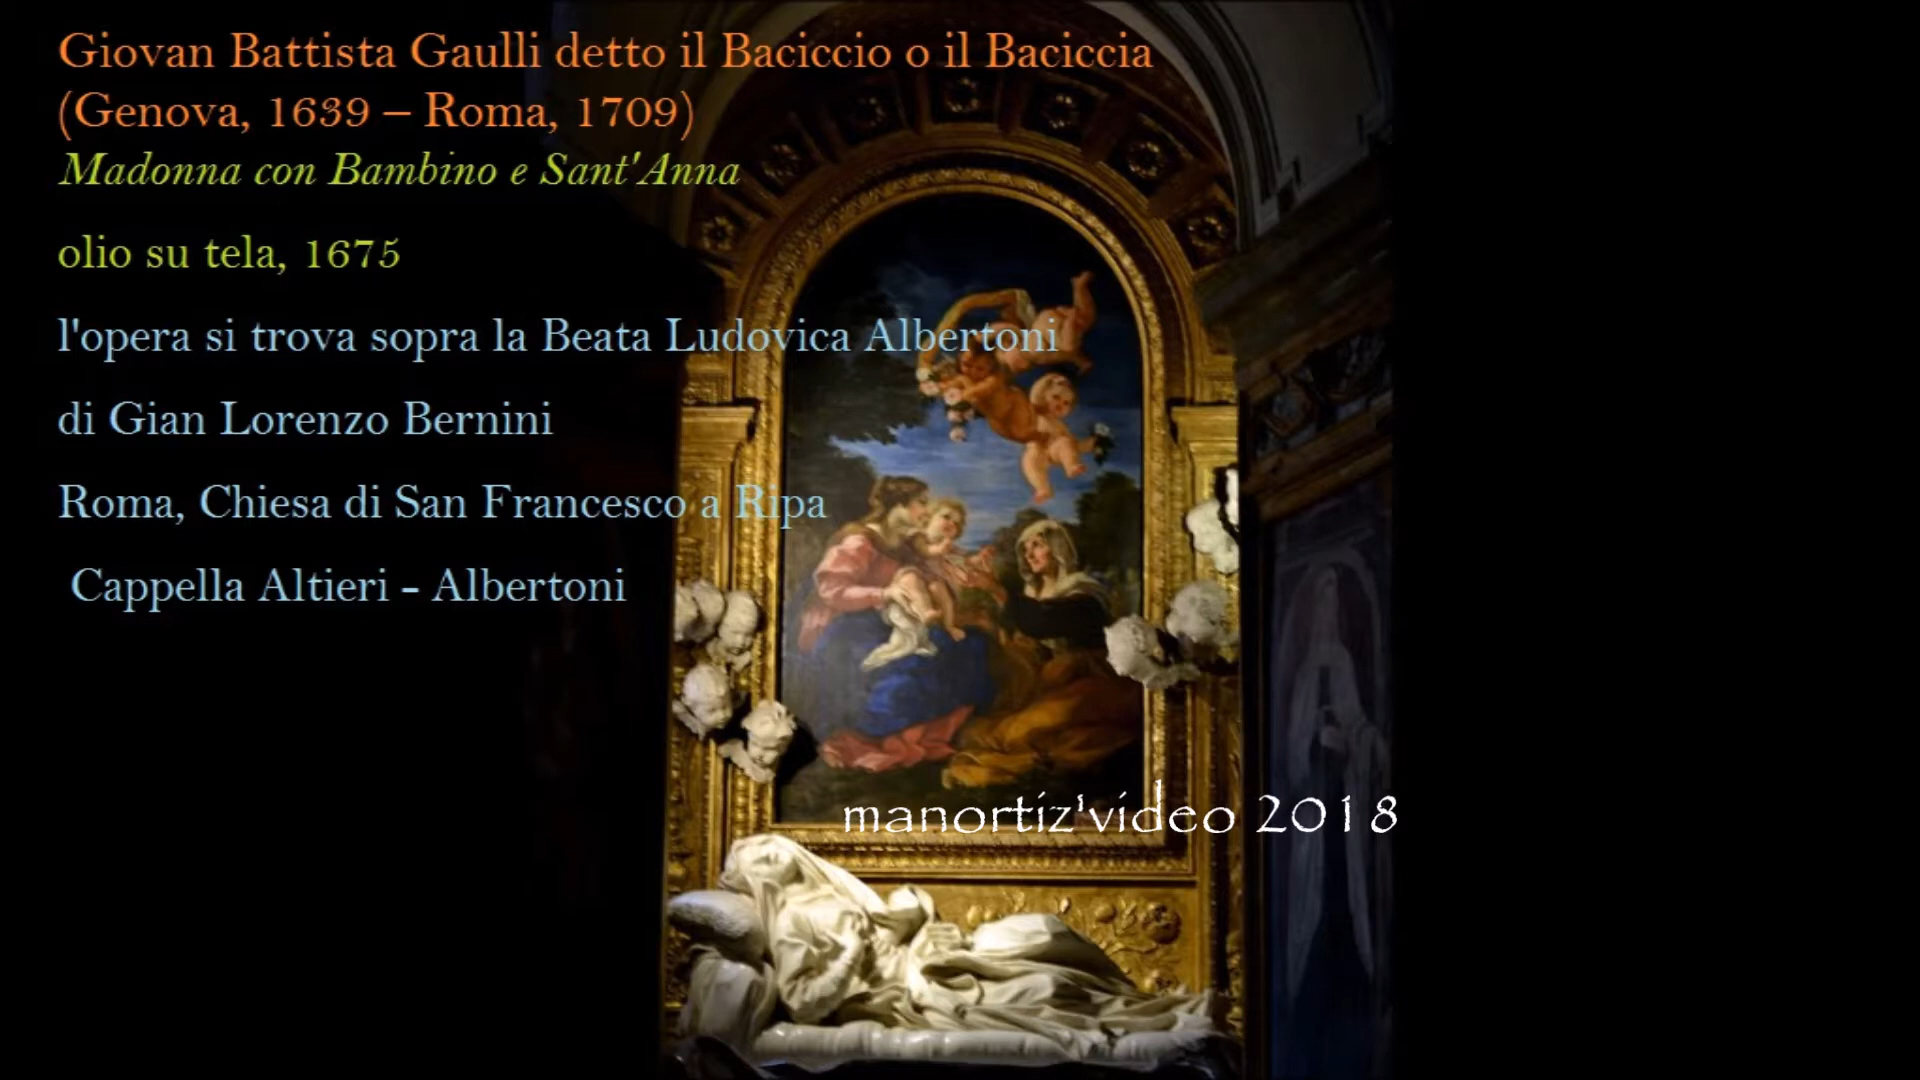 Giovan Battista Gaulli detto il Baciccio o il Baciccia
(Genova, 1639 – Roma, 1709)
Madonna con Bambino e Sant'Anna
olio su tela, 1675
l'opera si trova sopra la Beata Ludovica Albertoni
di Gian Lorenzo Bernini
Roma, Chiesa di San Francesco a Ripa
Cappella Altieri - Albertoni
manortiz'video 2018